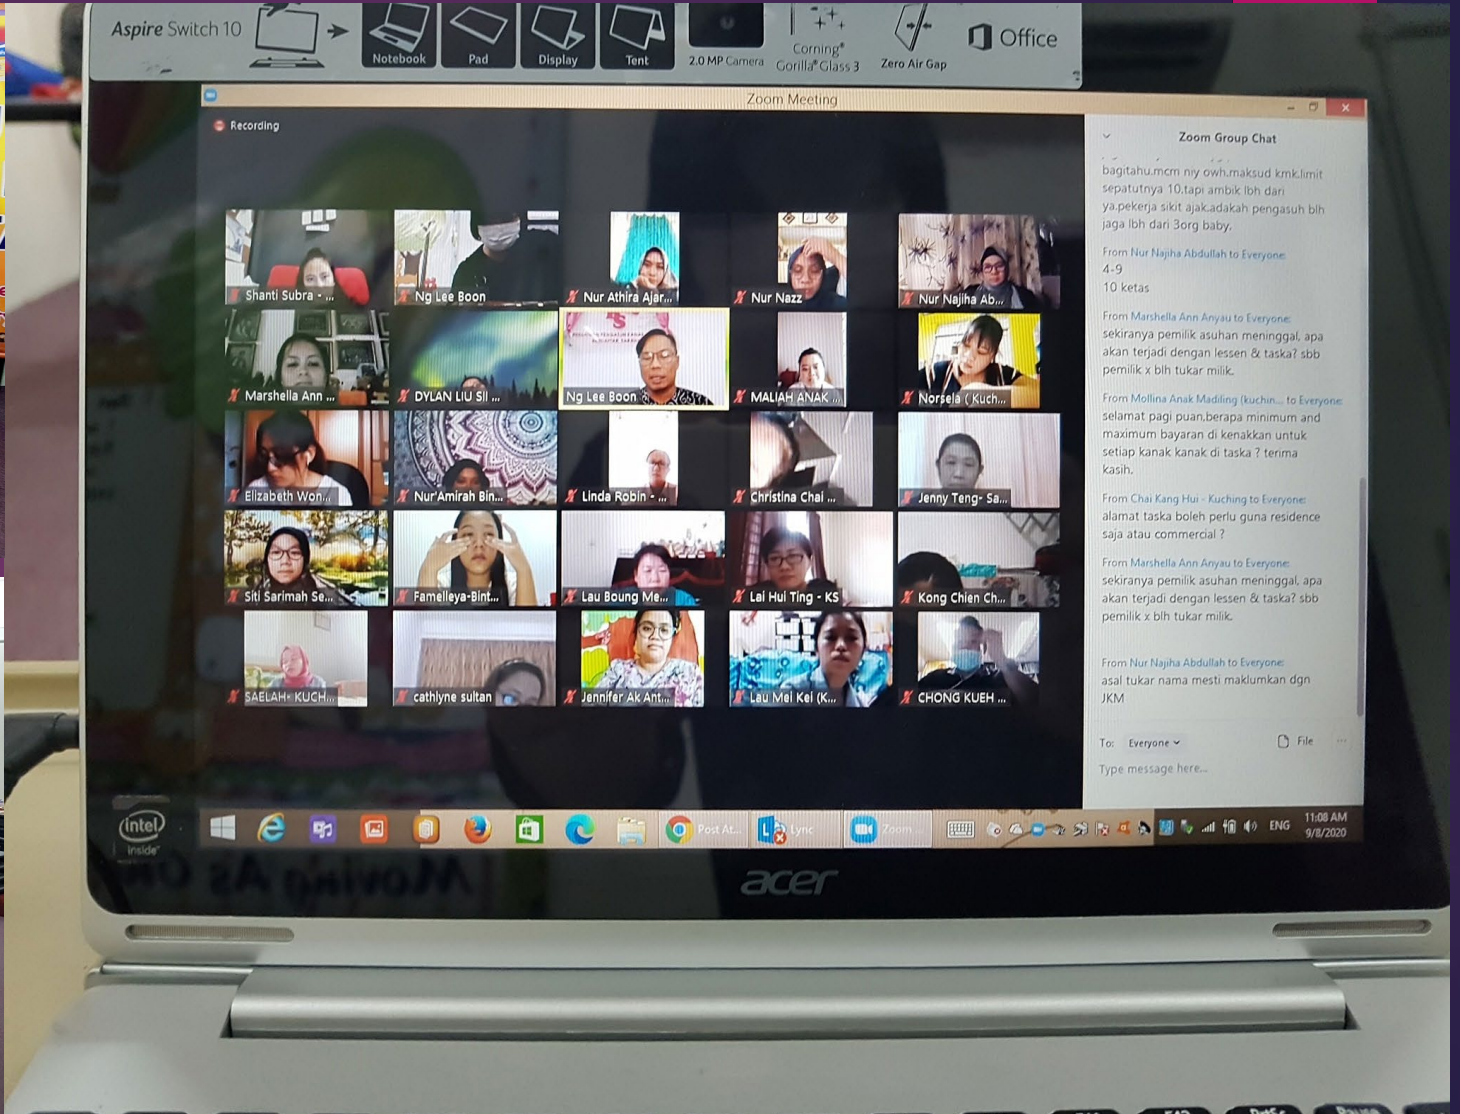 Aspire Switch 10
Notebook
Pad
Display
Tent
2.0 MP Camera
Corning®
Gorilla® Glass 3
Zero Air Gap
Office
Zoom Meeting
Recording
Zoom Group Chat
bagitahu.mcm niy owh.maksud kmk.limit
sepatutnya 10.tapi ambik lbh dari
ya.pekerja sikit ajak.adakah pengasuh blh
jaga lbh dari 3org baby.
From Nur Najiha Abdullah to Everyone:
4-9
10 ketas
From Marshella Ann Anyau to Everyone:
sekiranya pemilik asuhan meninggal, apa
akan terjadi dengan lessen & taska? sbb
pemilik x blh tukar milik.
From Mollina Anak Madiling (kuchin... to Everyone:
selamat pagi puan,berapa minimum and
maximum bayaran di kenakkan untuk
setiap kanak kanak di taska ? terima
kasih.
From Chai Kang Hui - Kuching to Everyone:
alamat taska boleh perlu guna residence
saja atau commercial ?
From Marshella Ann Anyau to Everyone:
sekiranya pemilik asuhan meninggal, apa
akan terjadi dengan lessen & taska? sbb
pemilik x blh tukar milik.
From Nur Najiha Abdullah to Everyone:
asal tukar nama mesti maklumkan dgn
JKM
To: Everyone
File
Type message here...
Shanti Subra - ...
Ng Lee Boon
Nur Athira Ajar...
Nur Nazz
Nur Najiha Ab...
Marshella Ann ...
DYLAN LIU SII ...
Ng Lee Boon
MALIAH ANAK ...
Norsela ( Kuch...
Elizabeth Won...
Nur'Amirah Bin...
Linda Robin - ...
Christina Chai ...
Jenny Teng- Sa...
Siti Sarimah Se...
Famelleya-Bint...
Lau Boung Me...
Lai Hui Ting - KS
Kong Chien Ch...
SAELAH- KUCH...
cathlyne sultan
Jennifer Ak Ant...
Lau Mei Kei (K...
CHONG KUEH ...
Post At...
Lync
Zoom
ENG
11:08 AM
9/8/2020
intel
inside™
acer
Moving As One